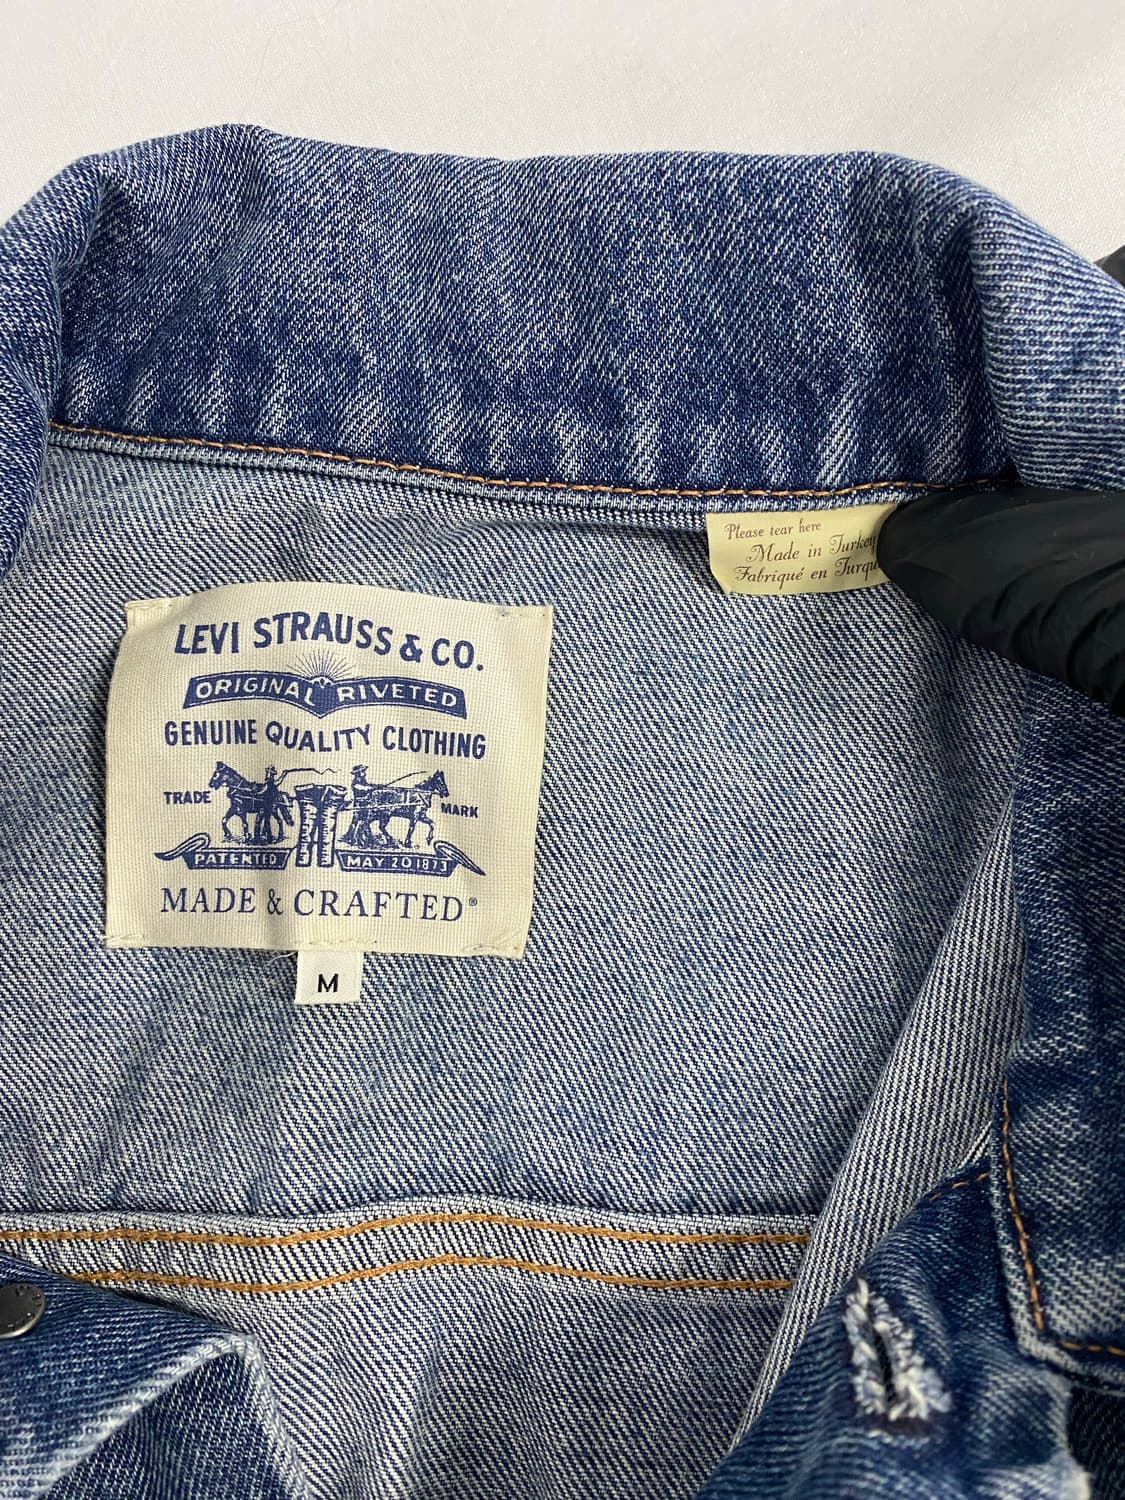 Please tear here
Made in Turkey
Fabriqué en
LEVI STRAUSS & CO.
ORIGINAL RIVETED
GENUINE QUALITY CLOTHING
TRADE MARK
PATENTED MAY 20 1873
MADE & CRAFTED®
M